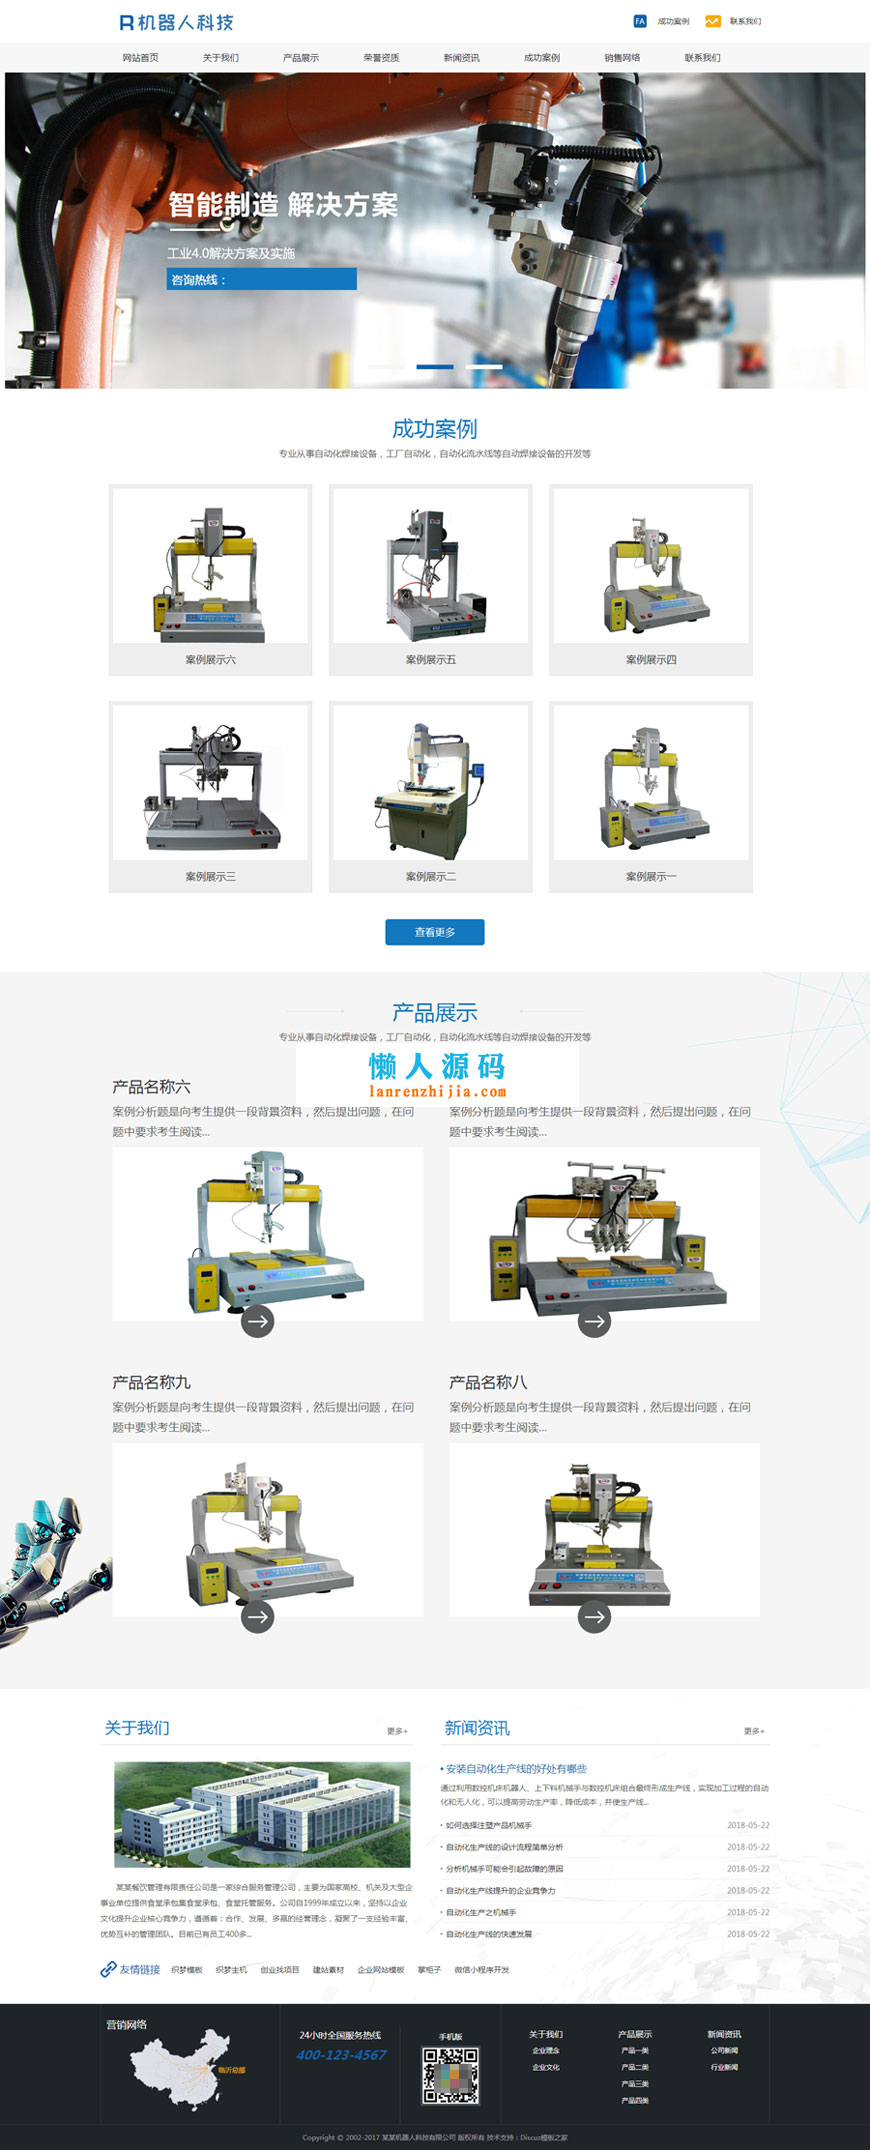 机器人科技
成功案例
联系我们
网站首页 关于我们 产品展示 荣誉资质 新闻资讯 成功案例 销售网络 联系我们
智能制造 解决方案
工业4.0解决方案及实施
咨询热线：
成功案例
专业从事自动化焊接设备，工厂自动化，自动化流水线等自动焊接设备的开发等
案例展示六
案例展示五
案例展示四
案例展示三
案例展示二
案例展示一
查看更多
产品展示
专业从事自动化焊接设备，工厂自动化，自动化流水线等自动焊接设备的开发等
懒人源码
lanrenzhijia.com
产品名称六
案例分析题是向考生提供一段背景资料，然后提出问题，在问
题中要求考生阅读...
案例分析题是向考生提供一段背景资料，然后提出问题，在问
题中要求考生阅读...
产品名称九
案例分析题是向考生提供一段背景资料，然后提出问题，在问
题中要求考生阅读...
产品名称八
案例分析题是向考生提供一段背景资料，然后提出问题，在问
题中要求考生阅读...
关于我们
更多+
某某餐饮管理有限责任公司是一家综合服务管理公司，主要为国家高校、机关及大型企
事业单位提供食堂承包集食堂承包、食堂托管服务。公司自1999年成立以来，坚持以企业
文化提升企业核心竞争力，遵循着：合作、发展、多赢的经营理念，凝聚了一支经验丰富、
优势互补的管理团队。目前已有员工400多...
新闻资讯
更多+
• 安装自动化生产线的好处有哪些
通过利用数控机床机器人、上下料机械手与数控机床组合最终形成生产线，实现加工过程的自动
化和无人化，可以提高劳动生产率，降低成本，并使生产线...
• 如何选择注塑产品机械手 2018-05-22
• 自动化生产线的设计流程简单分析 2018-05-22
• 分析机械手可能会引起故障的原因 2018-05-22
• 自动化生产线提升的企业竞争力 2018-05-22
• 自动化生产之机械手 2018-05-22
• 自动化生产线的快速发展 2018-05-22
友情链接 织梦模板 织梦主机 创业找项目 建站素材 企业网站模板 掌柜子 微信小程序开发
营销网络
临沂总部
24小时全国服务热线
400-123-4567
手机版
关于我们
企业理念
企业文化
产品展示
产品一类
产品二类
产品三类
产品四类
新闻资讯
公司新闻
行业新闻
Copyright © 2002-2017 某某机器人科技有限公司 版权所有 技术支持：Discuz模板之家